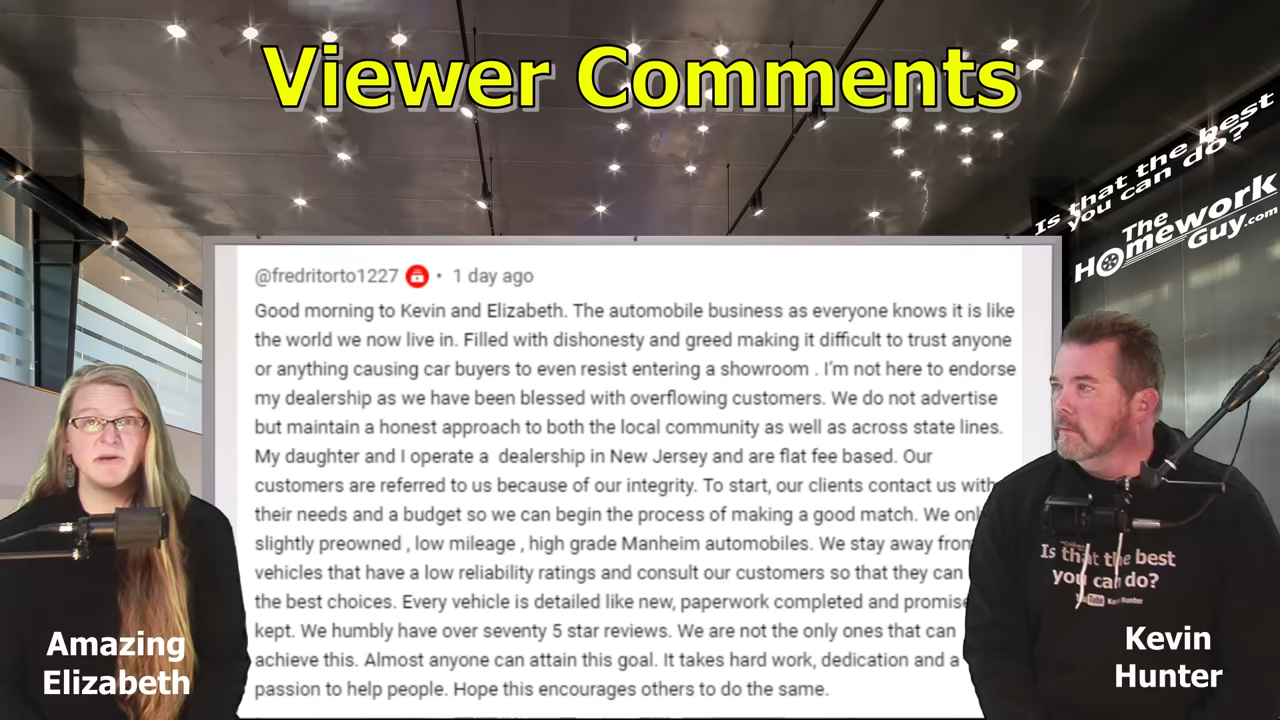 Viewer Comments
Is that the best
you can do?
The
Homework
Guy.com
@fredritorto1227 • 1 day ago
Good morning to Kevin and Elizabeth. The automobile business as everyone knows it is like
the world we now live in. Filled with dishonesty and greed making it difficult to trust anyone
or anything causing car buyers to even resist entering a showroom . I'm not here to endorse
my dealership as we have been blessed with overflowing customers. We do not advertise
but maintain a honest approach to both the local community as well as across state lines.
My daughter and I operate a dealership in New Jersey and are flat fee based. Our
customers are referred to us because of our integrity. To start, our clients contact us with
their needs and a budget so we can begin the process of making a good match. We
slightly preowned , low mileage , high grade Manheim automobiles. We stay away from
vehicles that have a low reliability ratings and consult our customers so that they can
the best choices. Every vehicle is detailed like new, paperwork completed and
kept. We humbly have over seventy 5 star reviews. We are not the only ones that can
achieve this. Almost anyone can attain this goal. It takes hard work, dedication and a
passion to help people. Hope this encourages others to do the same.
Is that the best
you can do?
Kevin Hunter
Amazing
Elizabeth
Kevin
Hunter